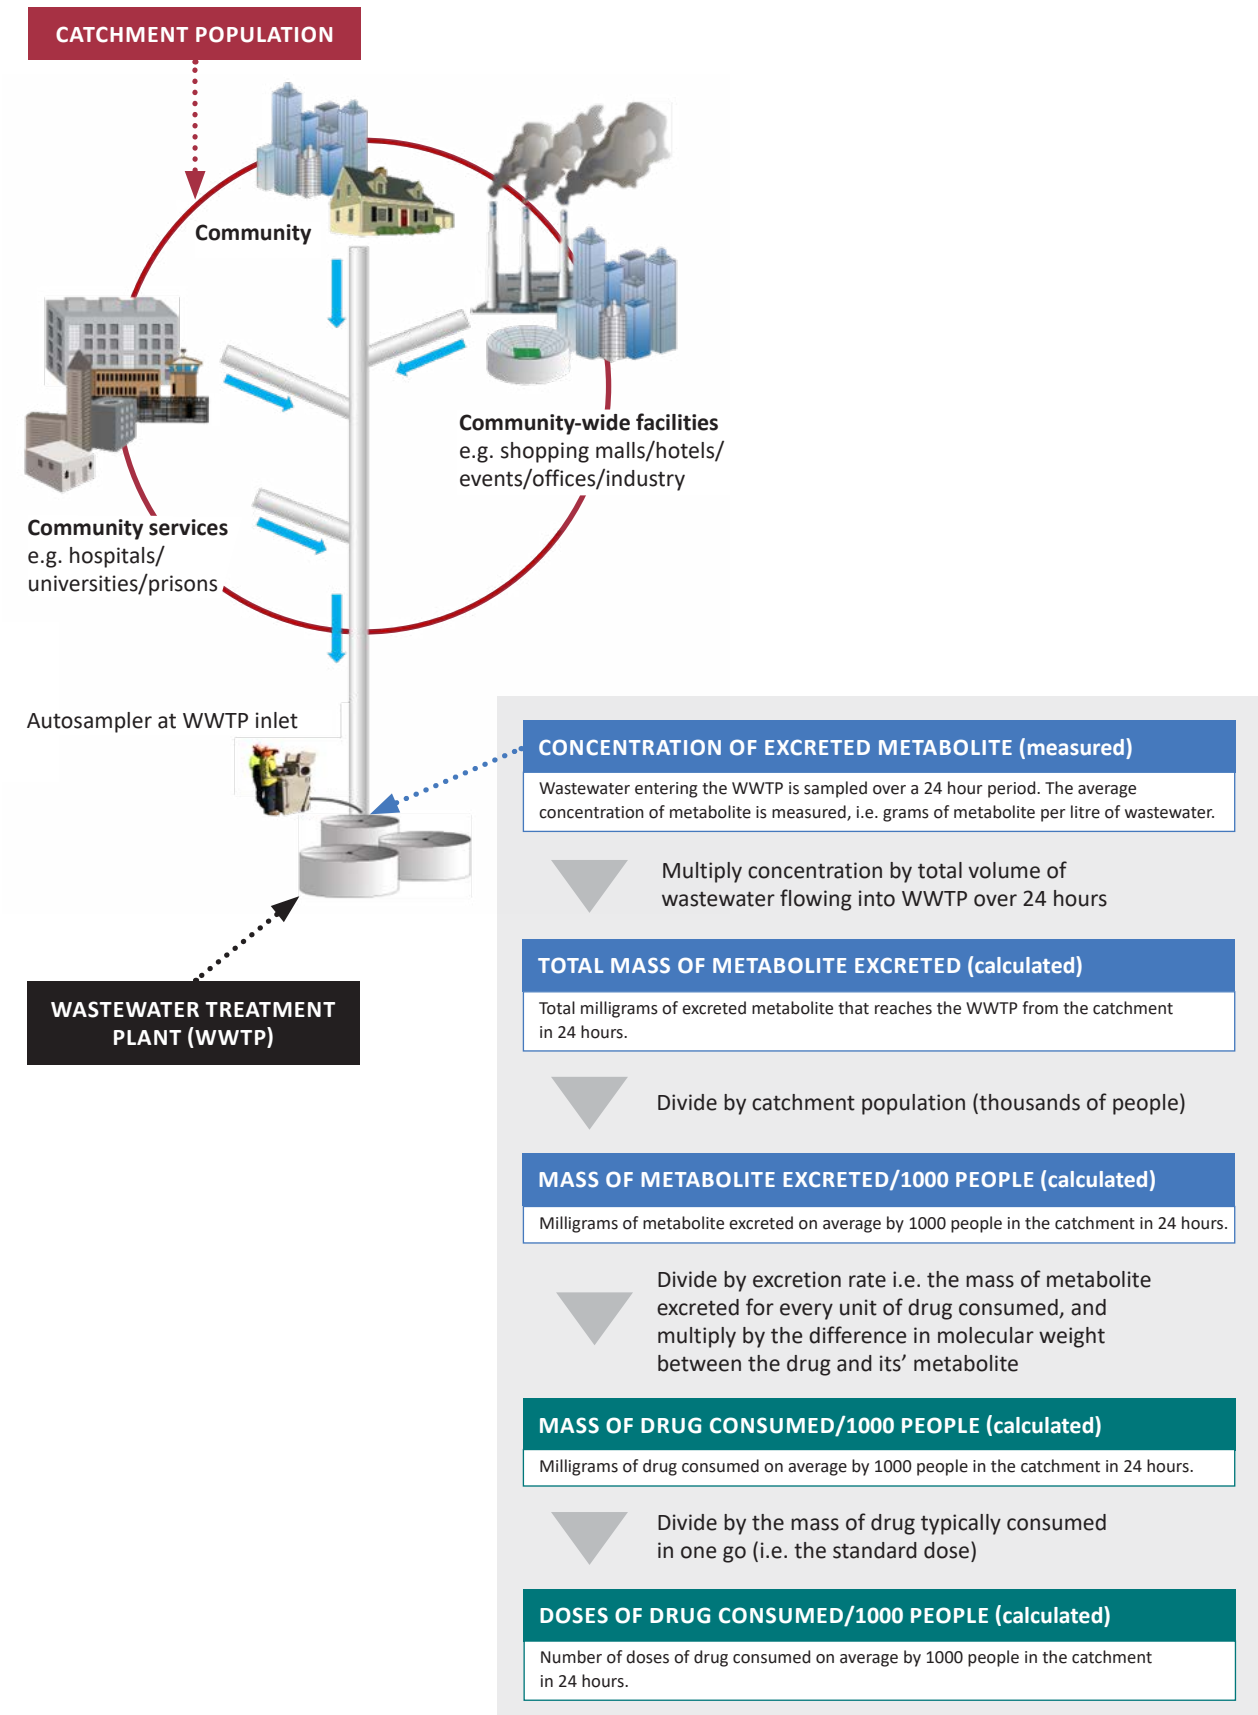 CATCHMENT POPULATION
Community
Community-wide facilities
e.g. shopping malls/hotels/
events/offices/industry
Community services
e.g. hospitals/
universities/prisons
Autosampler at WWTP inlet
WASTEWATER TREATMENT
PLANT (WWTP)
CONCENTRATION OF EXCRETED METABOLITE (measured)
Wastewater entering the WWTP is sampled over a 24 hour period. The average
concentration of metabolite is measured, i.e. grams of metabolite per litre of wastewater.
Multiply concentration by total volume of
wastewater flowing into WWTP over 24 hours
TOTAL MASS OF METABOLITE EXCRETED (calculated)
Total milligrams of excreted metabolite that reaches the WWTP from the catchment
in 24 hours.
Divide by catchment population (thousands of people)
MASS OF METABOLITE EXCRETED/1000 PEOPLE (calculated)
Milligrams of metabolite excreted on average by 1000 people in the catchment in 24 hours.
Divide by excretion rate i.e. the mass of metabolite
excreted for every unit of drug consumed, and
multiply by the difference in molecular weight
between the drug and its’ metabolite
MASS OF DRUG CONSUMED/1000 PEOPLE (calculated)
Milligrams of drug consumed on average by 1000 people in the catchment in 24 hours.
Divide by the mass of drug typically consumed
in one go (i.e. the standard dose)
DOSES OF DRUG CONSUMED/1000 PEOPLE (calculated)
Number of doses of drug consumed on average by 1000 people in the catchment
in 24 hours.